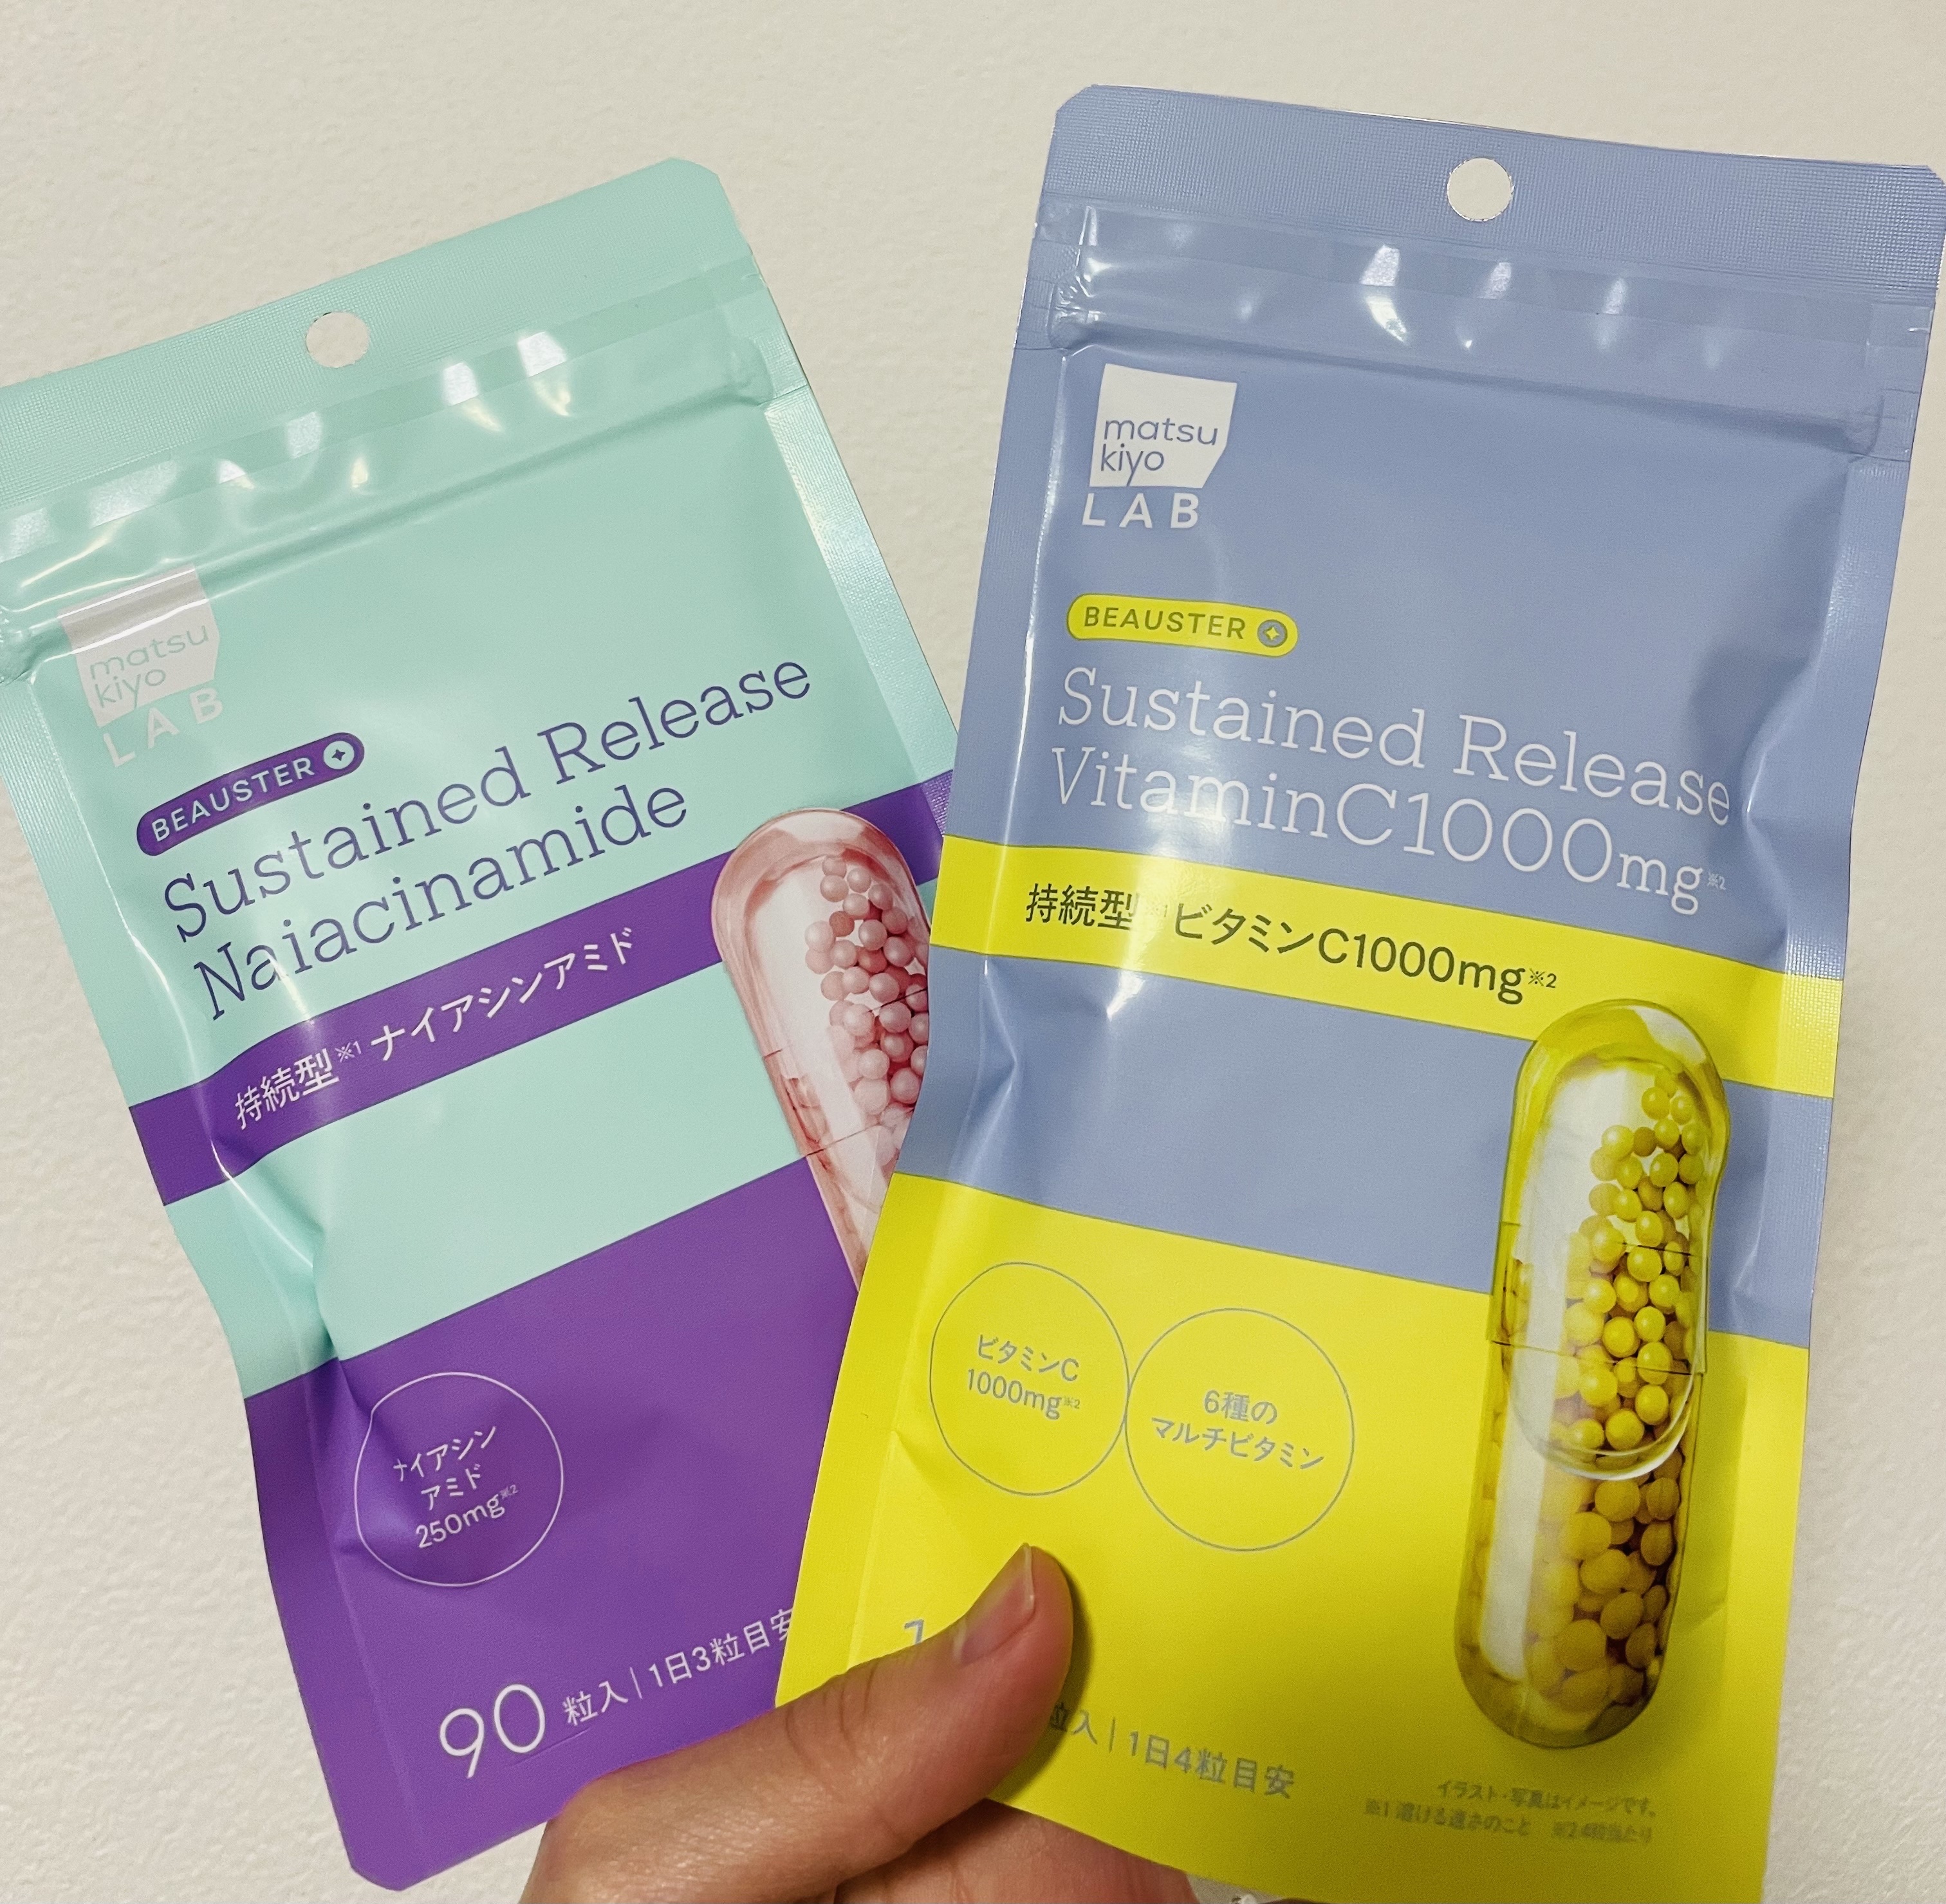 matsu
kiyo
LAB
BEAUSTER
Sustained Release
Naiacinamide
持続型※1 ナイアシンアミド
ナイアシン
アミド
250mg※2
90粒入|1日3粒目安
matsu
kiyo
LAB
BEAUSTER
Sustained Release
VitaminC1000mg※2
持続型※1 ビタミンC1000mg※2
ビタミンC
1000mg※2
6種の
マルチビタミン
1
粒入|1日4粒目安
イラスト・写真はイメージです。
※1 溶ける速さのこと ※2 4粒当たり